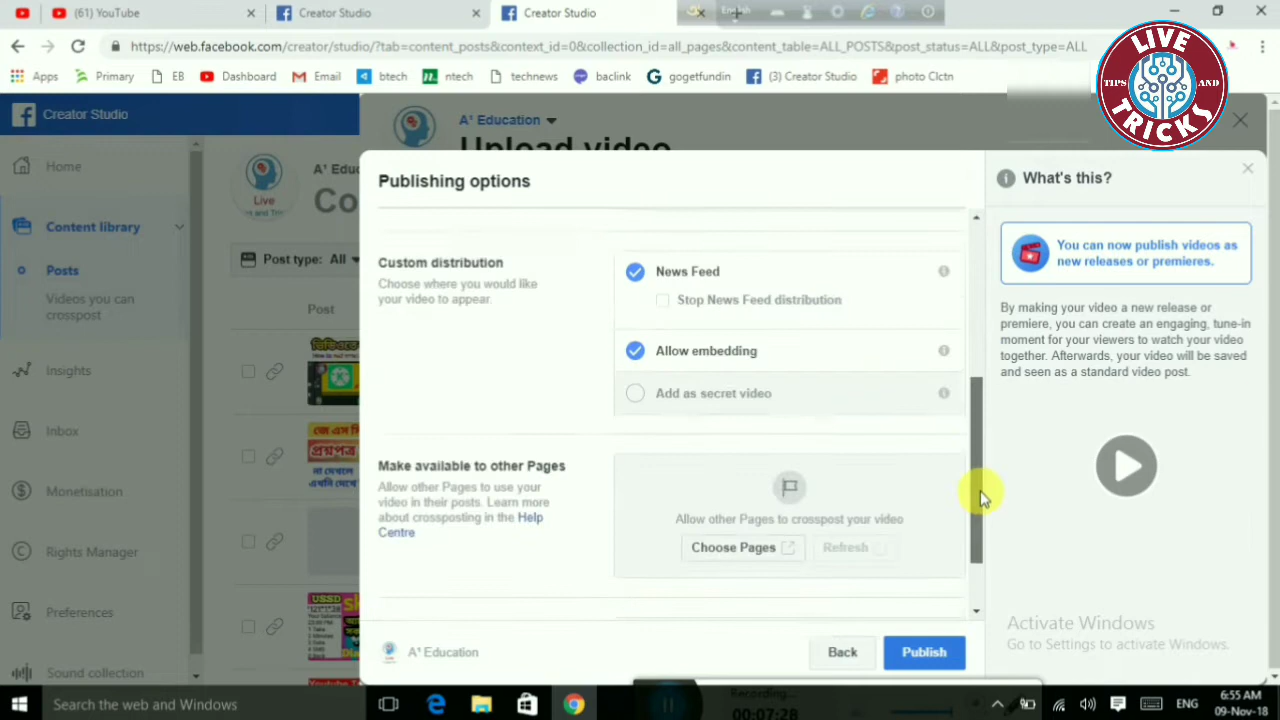 (61) YouTube
Creator Studio
Creator Studio
English
https://web.facebook.com/creator/studio/?tab=content_posts&context_id=0&collection_id=all_pages&content_table=ALL_POSTS&post_status=ALL&post_type=ALL
Apps
Primary
EB
Dashboard
Email
btech
ntech
technews
baclink
gogetfundin
(3) Creator Studio
photo Clctn
LIVE
TIPS AND
TRICKS
Creator Studio
A¹ Education
Upload video
Home
Content library
Posts
Videos you can
crosspost
Insights
Inbox
Monetisation
Rights Manager
Preferences
Sound collection
A¹ Edu
Live
Co
Post type: All
Post
Publishing options
Custom distribution
Choose where you would like
your video to appear.
News Feed
Stop News Feed distribution
Allow embedding
Add as secret video
Make available to other Pages
Allow other Pages to use your
video in their posts. Learn more
about crossposting in the Help
Centre
Allow other Pages to crosspost your video
Choose Pages
Refresh
A¹ Education
Back
Publish
What's this?
You can now publish videos as
new releases or premieres.
By making your video a new release or
premiere, you can create an engaging, tune-in
moment for your viewers to watch your video
together. Afterwards, your video will be saved
and seen as a standard video post.
Activate Windows
Go to Settings to activate Windows.
Search the web and Windows
Recording...
00:07:28
ENG
6:55 AM
09-Nov-18